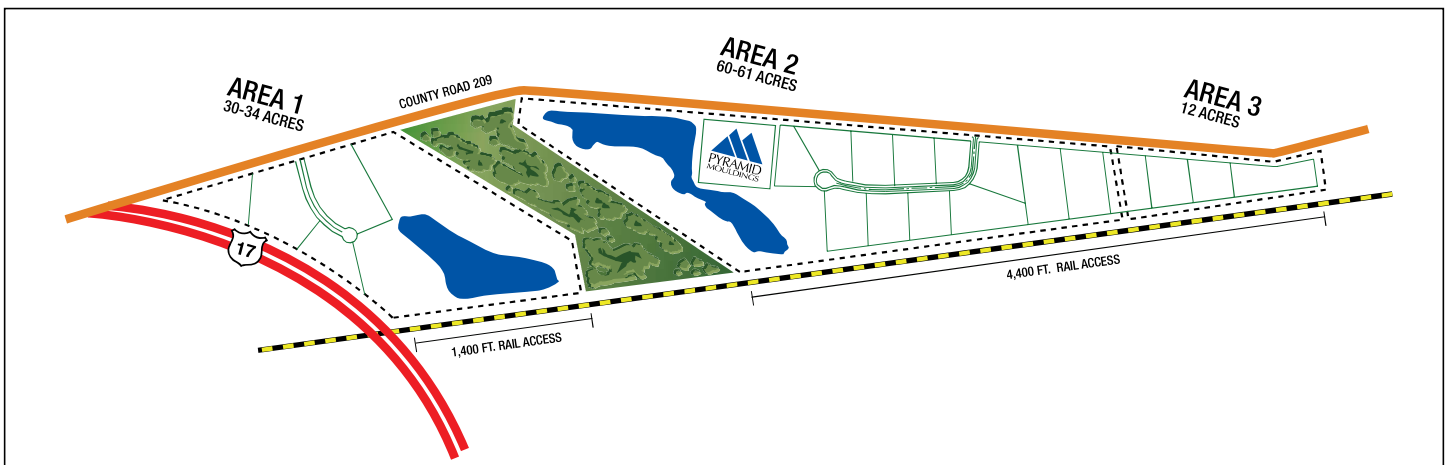 AREA 1
30-34 ACRES
COUNTY ROAD 209
AREA 2
60-61 ACRES
AREA 3
12 ACRES
PYRAMID
MOULDINGS
17
1,400 FT. RAIL ACCESS
4,400 FT. RAIL ACCESS